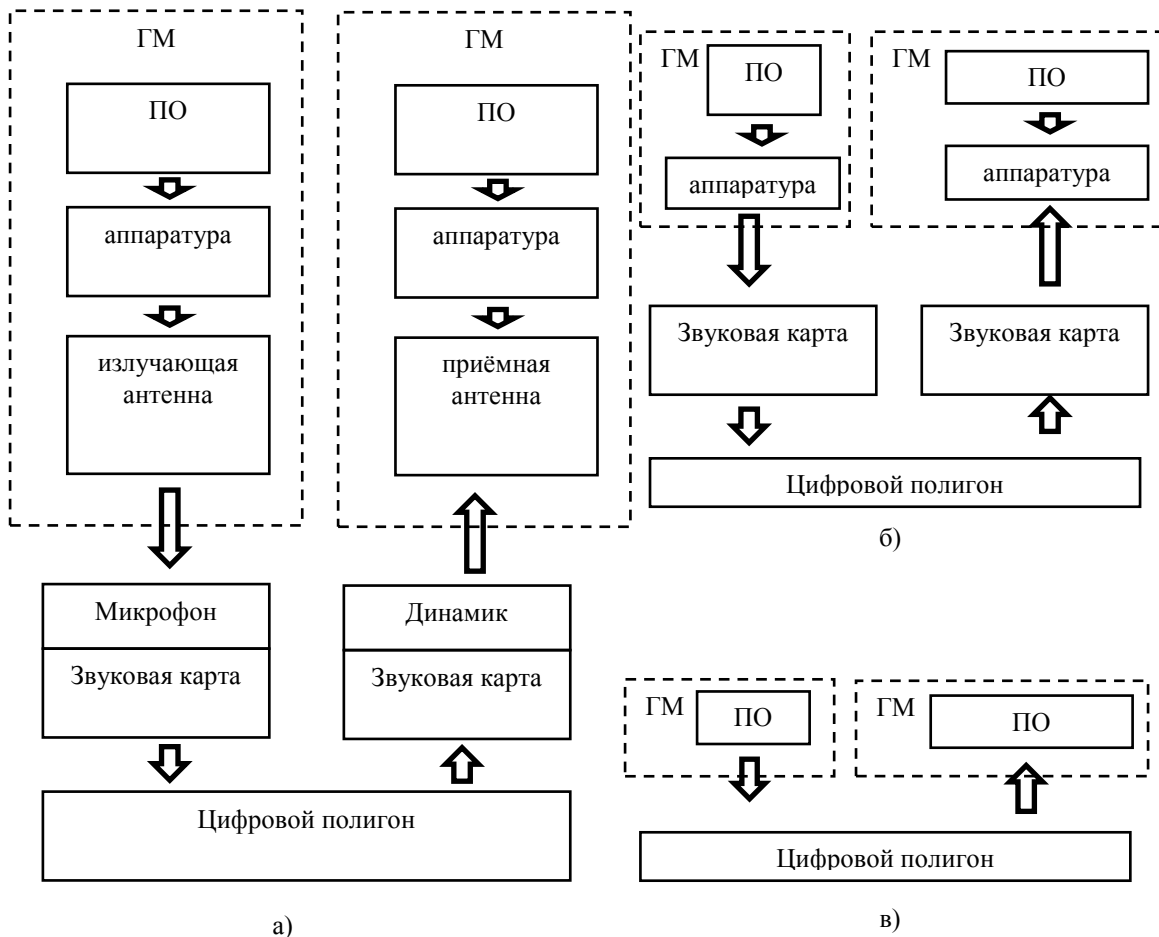 ГМ
ПО
аппаратура
излучающая
антенна
Микрофон
Звуковая карта
ГМ
ПО
аппаратура
приёмная
антенна
Динамик
Звуковая карта
Цифровой полигон
а)
ГМ
ПО
аппаратура
Звуковая карта
ГМ
ПО
аппаратура
Звуковая карта
Цифровой полигон
б)
ГМ
ПО
ГМ
ПО
Цифровой полигон
в)